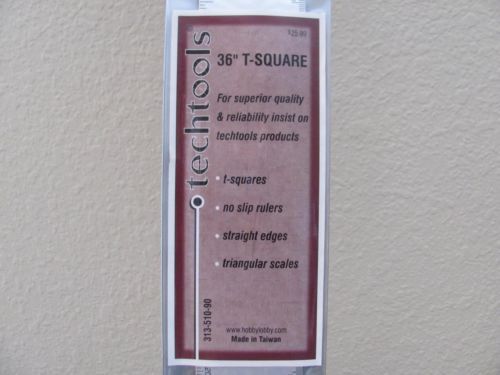 $25.99
36" T-SQUARE
techtools
For superior quality
& reliability insist on
techtools products
• t-squares
• no slip rulers
• straight edges
• triangular scales
313-510-90
www.hobbylobby.com
Made in Taiwan